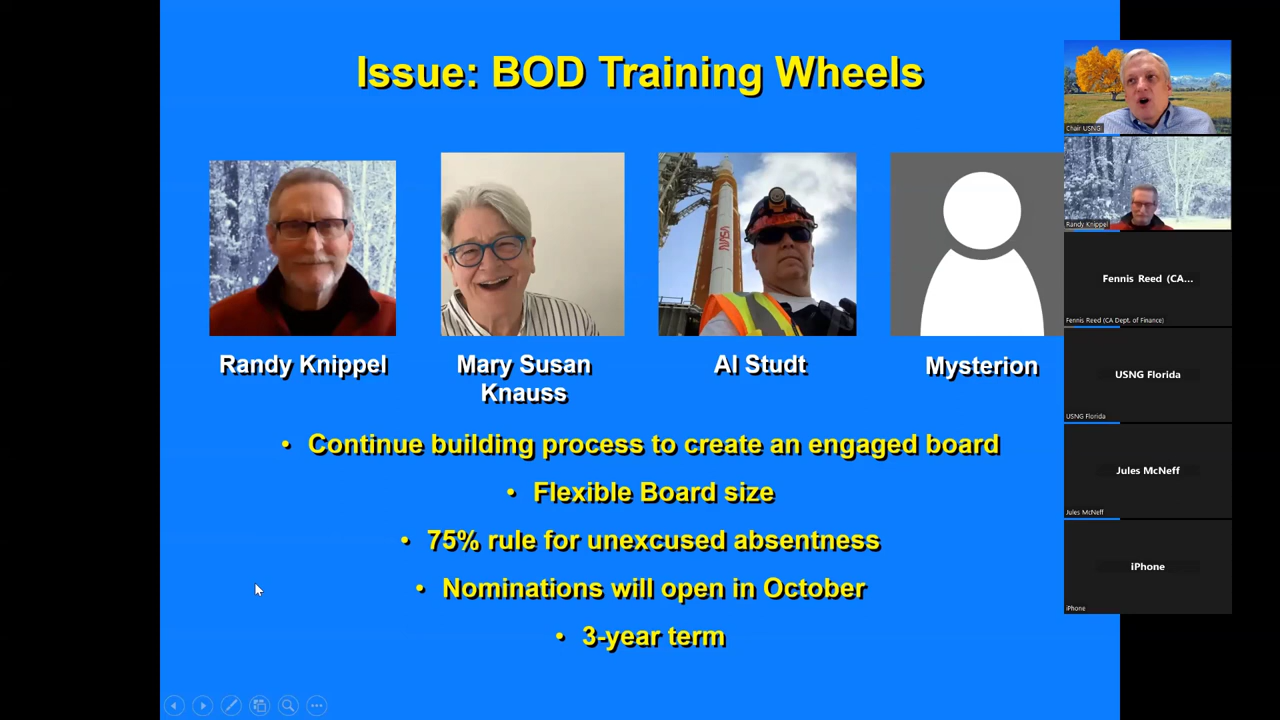 Issue: BOD Training Wheels
NASA
Randy Knippel
Mary Susan
Knauss
Al Studt
Mysterion
• Continue building process to create an engaged board
• Flexible Board size
• 75% rule for unexcused absentness
• Nominations will open in October
• 3-year term
Chair USNG
Randy Knippel
Fennis Reed (CA...
Fennis Reed (CA Dept. of Finance)
USNG Florida
USNG Florida
Jules McNeff
Jules McNeff
iPhone
iPhone